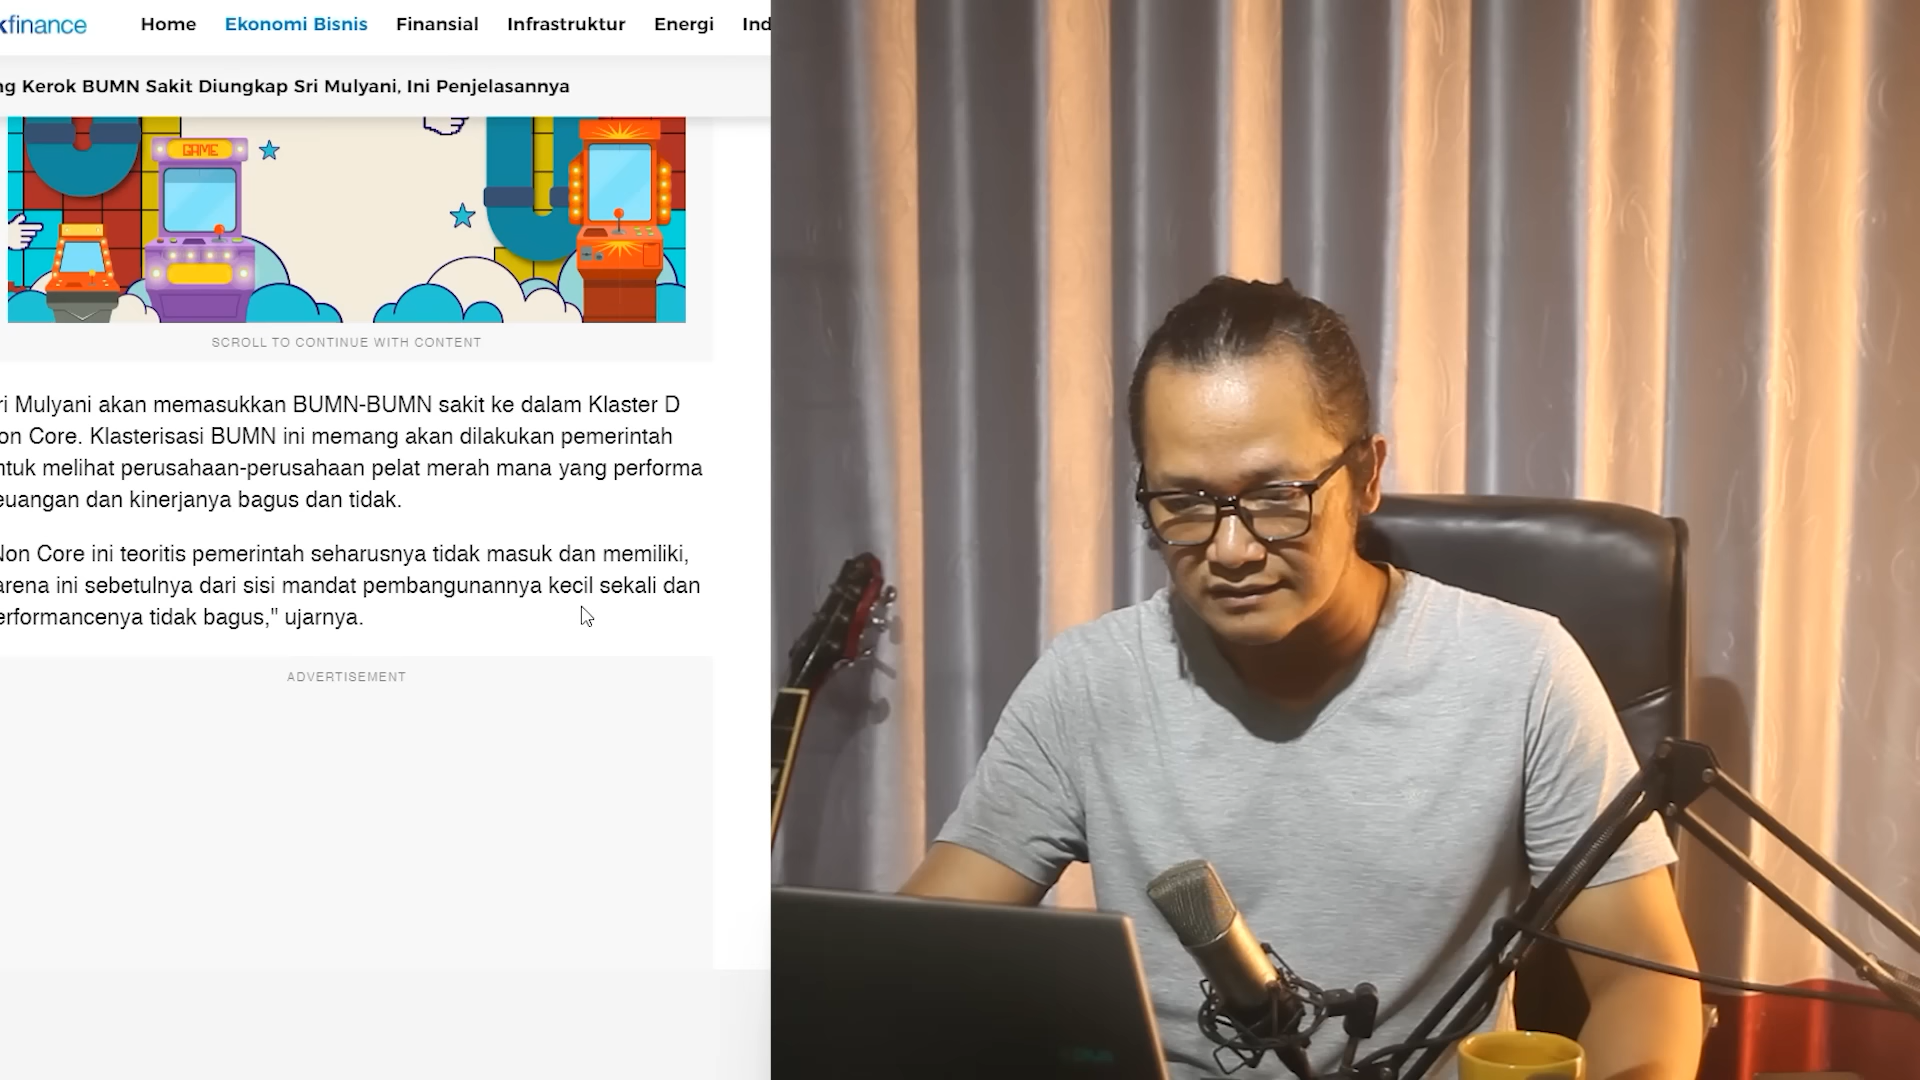 kfinance
Home Ekonomi Bisnis Finansial Infrastruktur Energi Ind
ng Kerok BUMN Sakit Diungkap Sri Mulyani, Ini Penjelasannya
GAME
SCROLL TO CONTINUE WITH CONTENT
ri Mulyani akan memasukkan BUMN-BUMN sakit ke dalam Klaster D
on Core. Klasterisasi BUMN ini memang akan dilakukan pemerintah
ntuk melihat perusahaan-perusahaan pelat merah mana yang performa
euangan dan kinerjanya bagus dan tidak.
Non Core ini teoritis pemerintah seharusnya tidak masuk dan memiliki,
arena ini sebetulnya dari sisi mandat pembangunannya kecil sekali dan
erformancenya tidak bagus," ujarnya.
ADVERTISEMENT